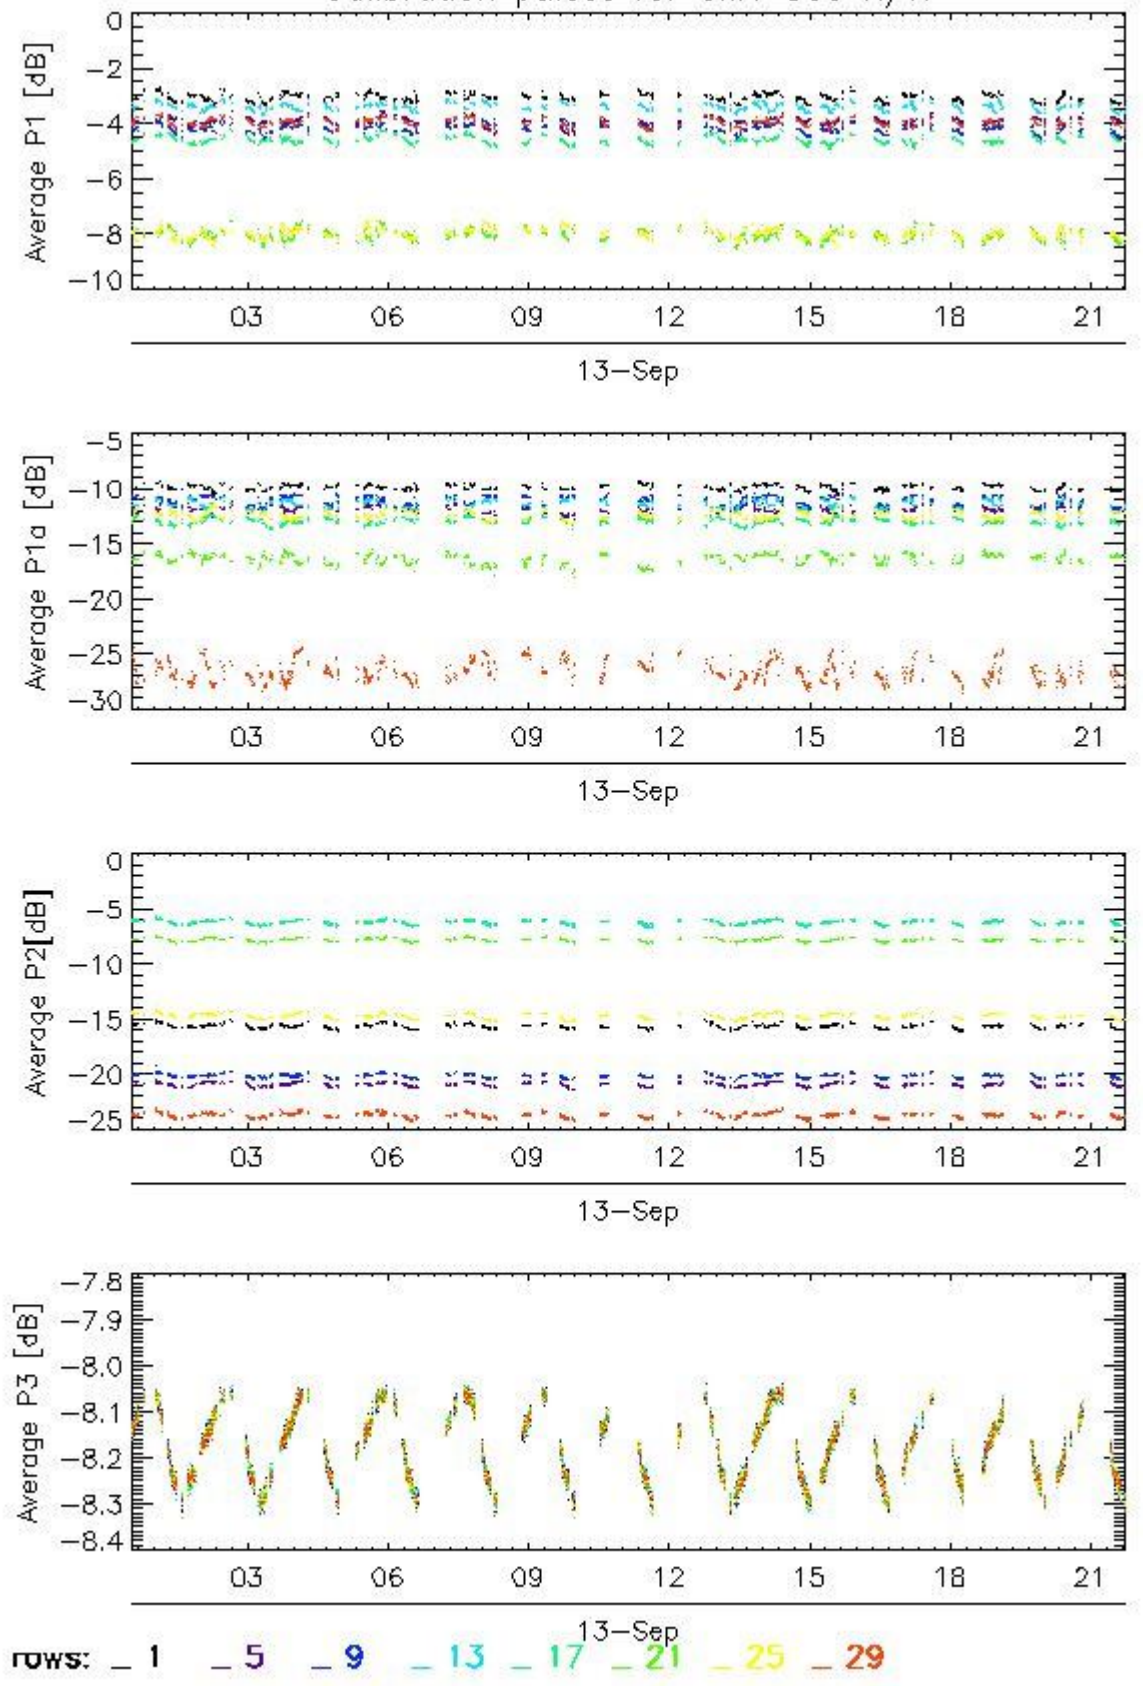 Average P1 [dB]
0
-2
-4
-6
-8
-10
03 06 09 12 15 18 21
13-Sep
Average P1a [dB]
-5
-10
-15
-20
-25
-30
03 06 09 12 15 18 21
13-Sep
Average P2[dB]
0
-5
-10
-15
-20
-25
03 06 09 12 15 18 21
13-Sep
Average P3 [dB]
-7.8
-7.9
-8.0
-8.1
-8.2
-8.3
-8.4
03 06 09 12 15 18 21
13-Sep
rows: _ 1 _ 5 _ 9 _ 13 _ 17 _ 21 _ 25 _ 29